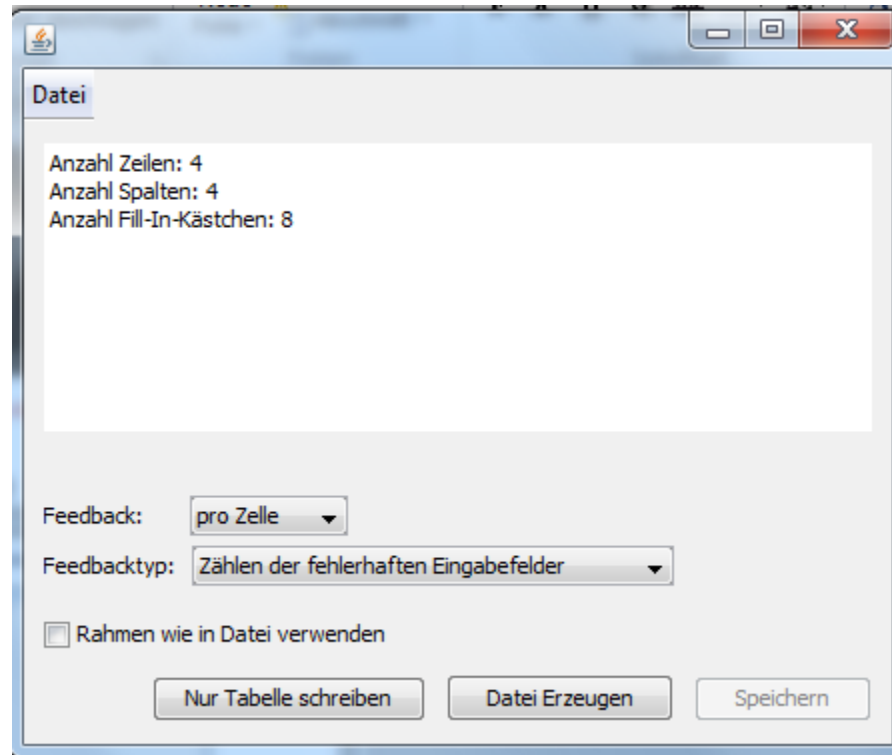 Datei
Anzahl Zeilen: 4
Anzahl Spalten: 4
Anzahl Fill-In-Kästchen: 8
Feedback: pro Zelle
Feedbacktyp: Zählen der fehlerhaften Eingabefelder
Rahmen wie in Datei verwenden
Nur Tabelle schreiben Datei Erzeugen Speichern